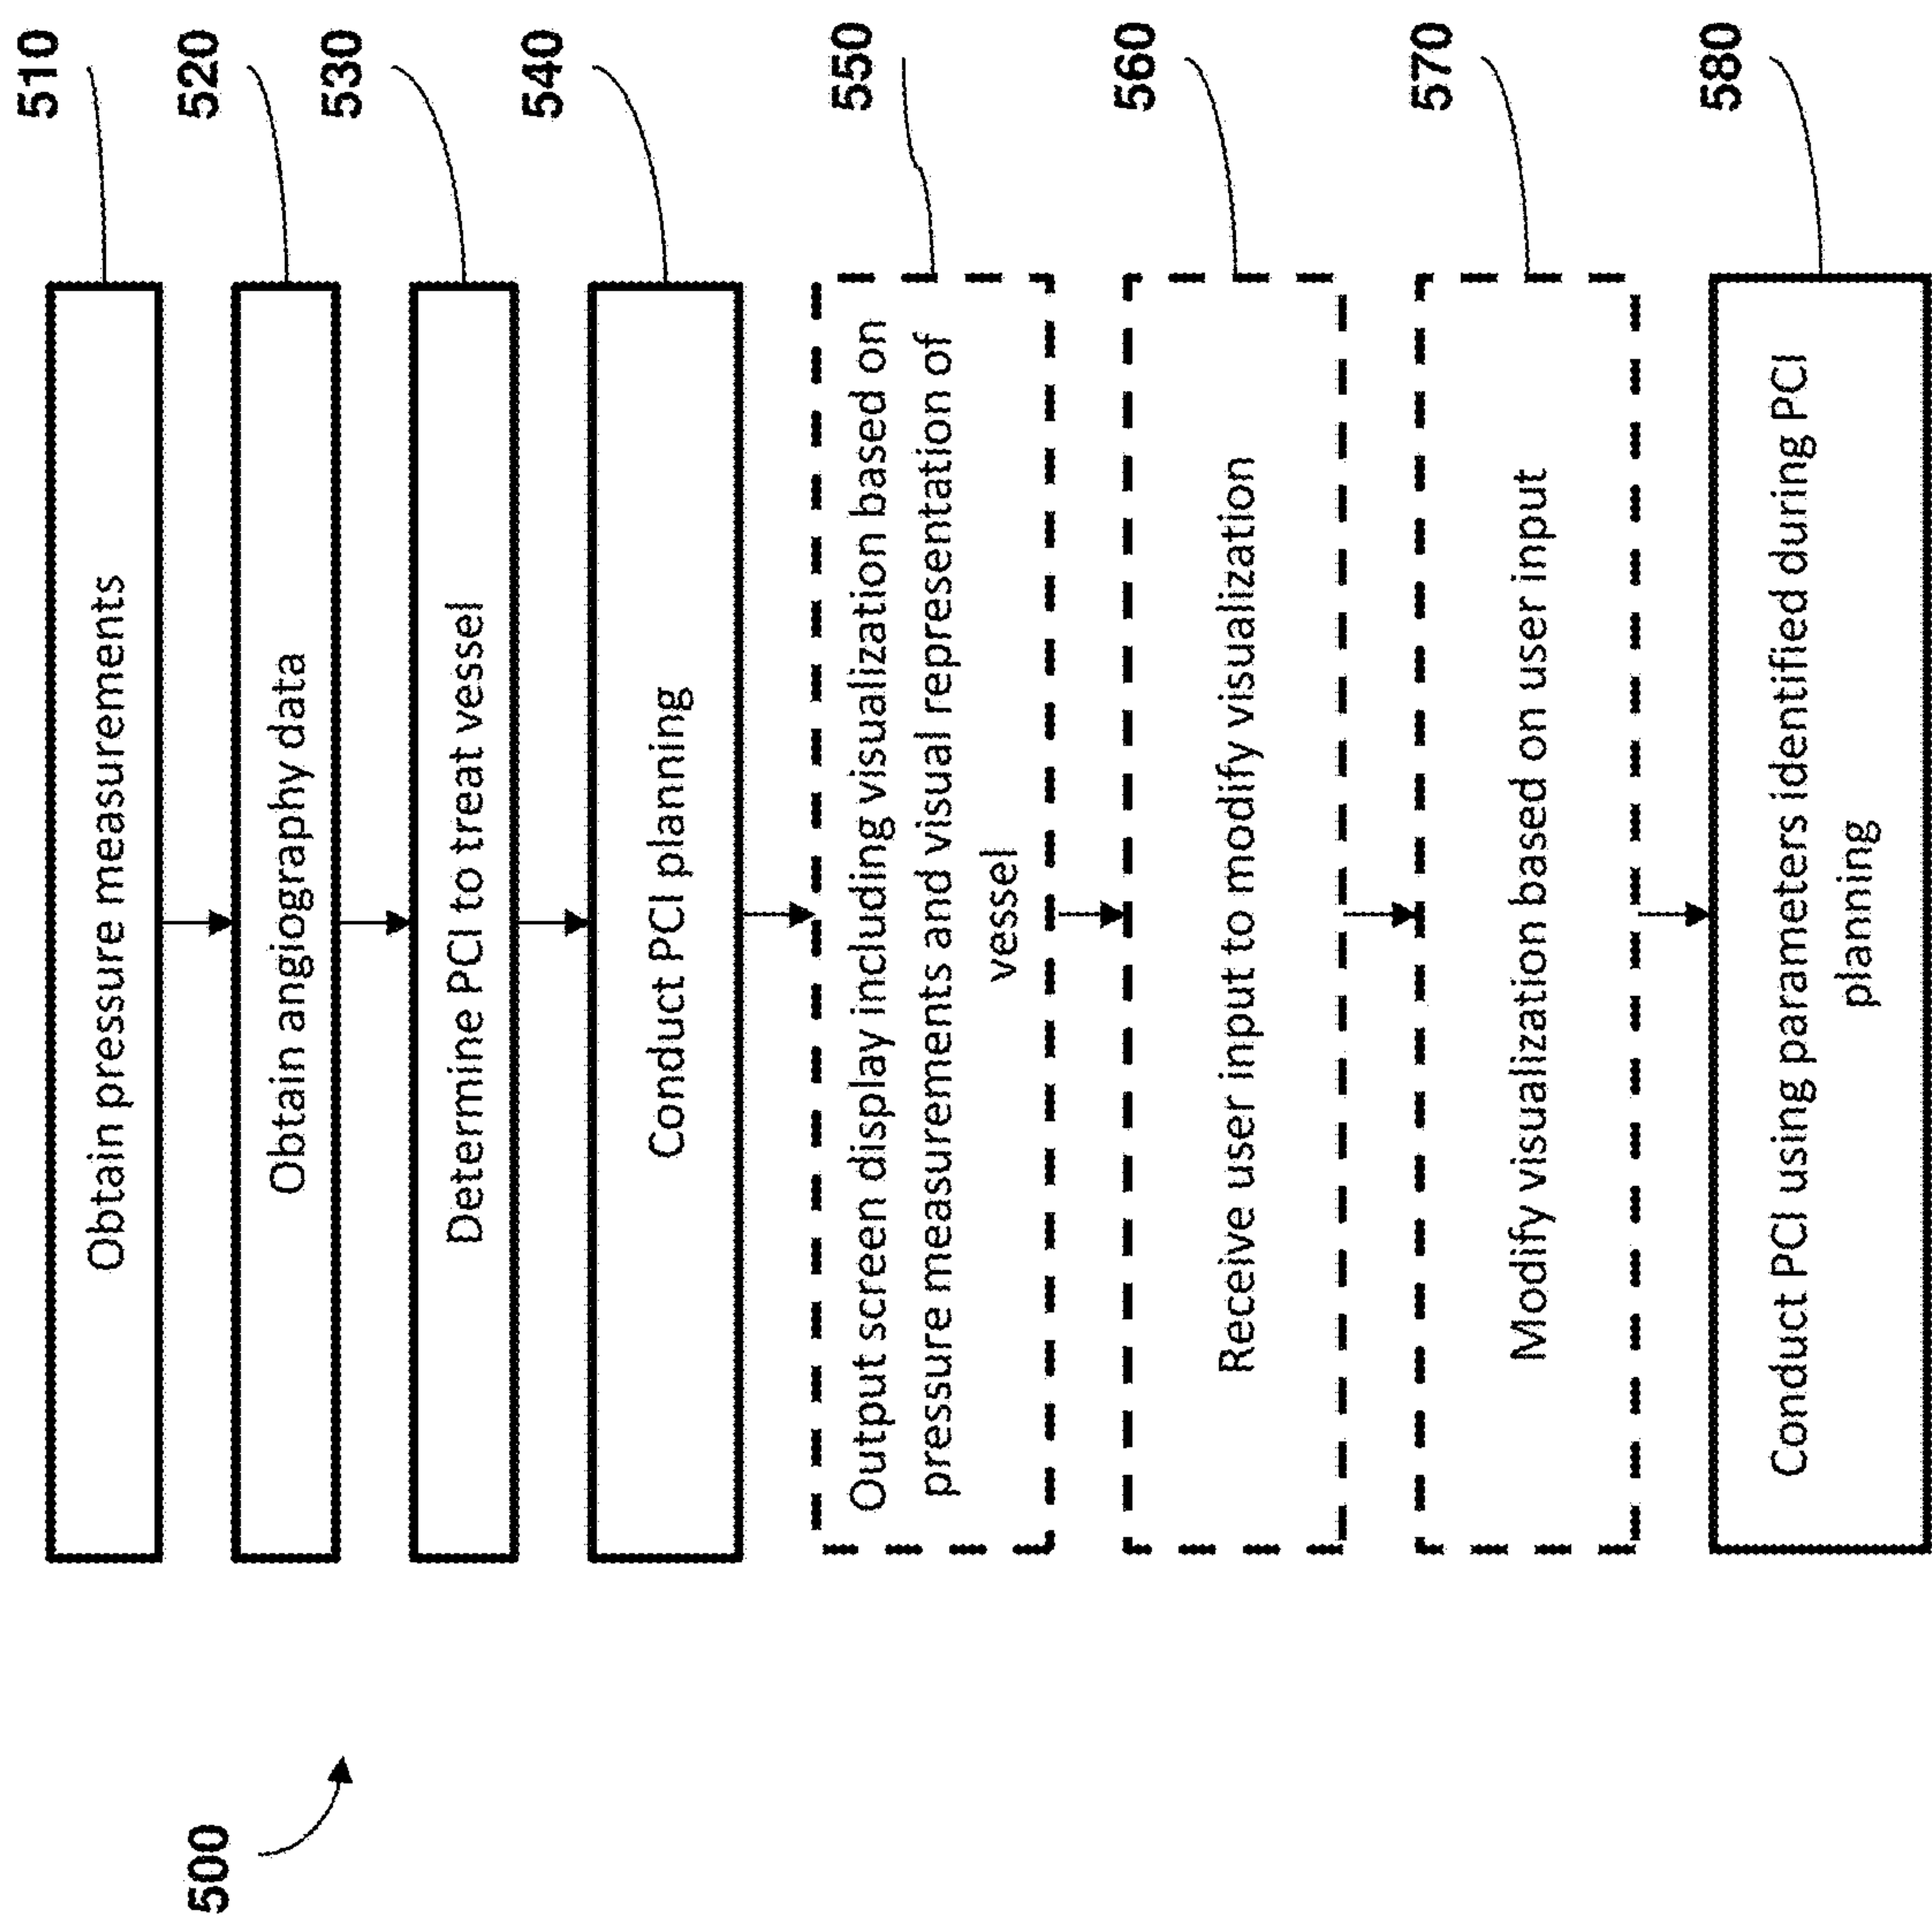 500
510
Obtain pressure measurements
520
Obtain angiography data
530
Determine PCI to treat vessel
540
Conduct PCI planning
550
Output screen display including visualization based on
pressure measurements and visual representation of
vessel
560
Receive user input to modify visualization
570
Modify visualization based on user input
580
Conduct PCI using parameters identified during PCI
planning